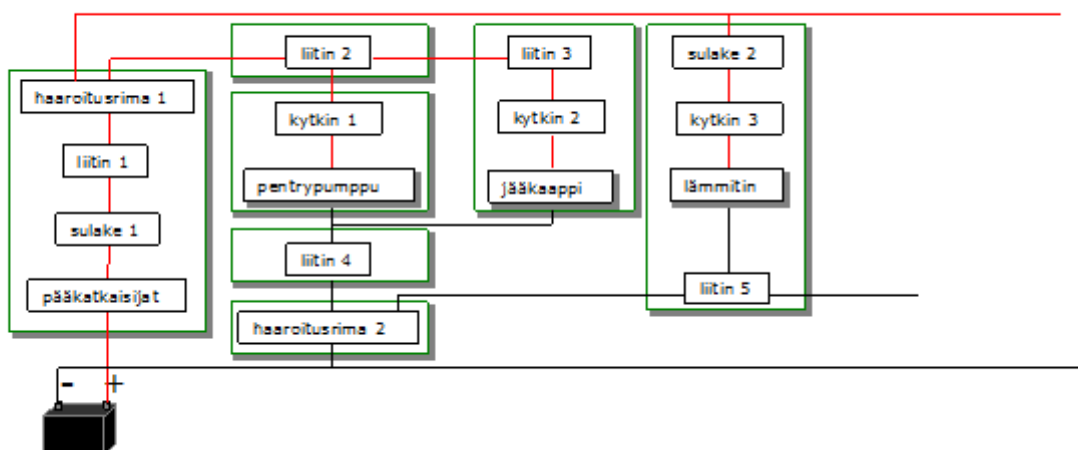 haaroitusrima 1
liitin 1
sulake 1
pääkatkaisijat
liitin 2
kytkin 1
pentrypumppu
liitin 4
haaroitusrima 2
liitin 3
kytkin 2
jääkaappi
sulake 2
kytkin 3
lämmitin
liitin 5
- +